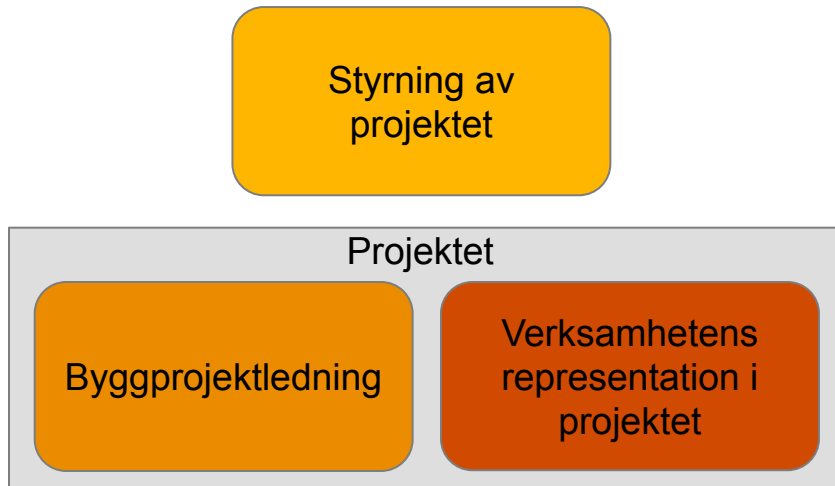 Styrning av
projektet
Projektet
Byggprojektledning
Verksamhetens
representation i
projektet